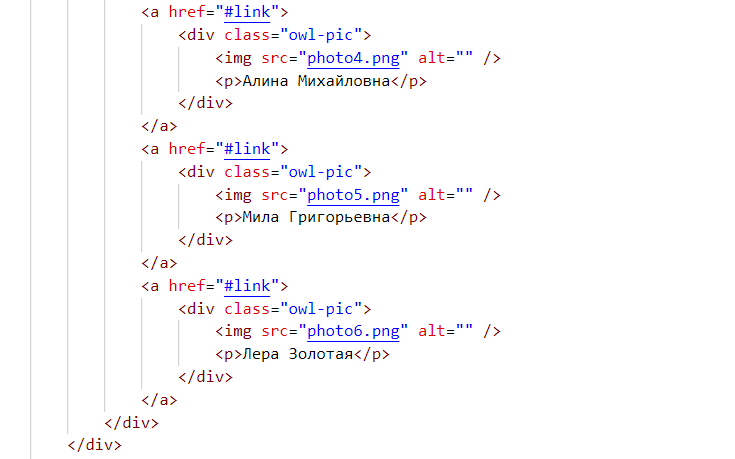 <a href="#link">
<div class="owl-pic">
<img src="photo4.png" alt="" />
<p>Алина Михайловна</p>
</div>
</a>
<a href="#link">
<div class="owl-pic">
<img src="photo5.png" alt="" />
<p>Мила Григорьевна</p>
</div>
</a>
<a href="#link">
<div class="owl-pic">
<img src="photo6.png" alt="" />
<p>Лера Золотая</p>
</div>
</a>
</div>
</div>